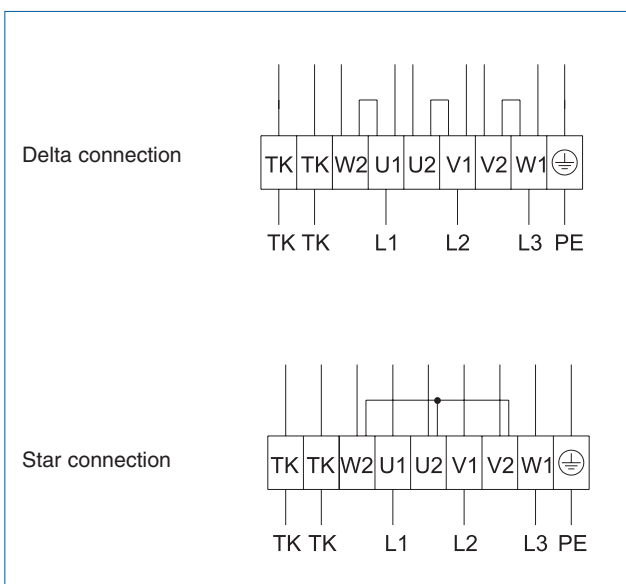 Delta connection
TK TK W2 U1 U2 V1 V2 W1
TK TK L1 L2 L3 PE
Star connection
TK TK W2 U1 U2 V1 V2 W1
TK TK L1 L2 L3 PE